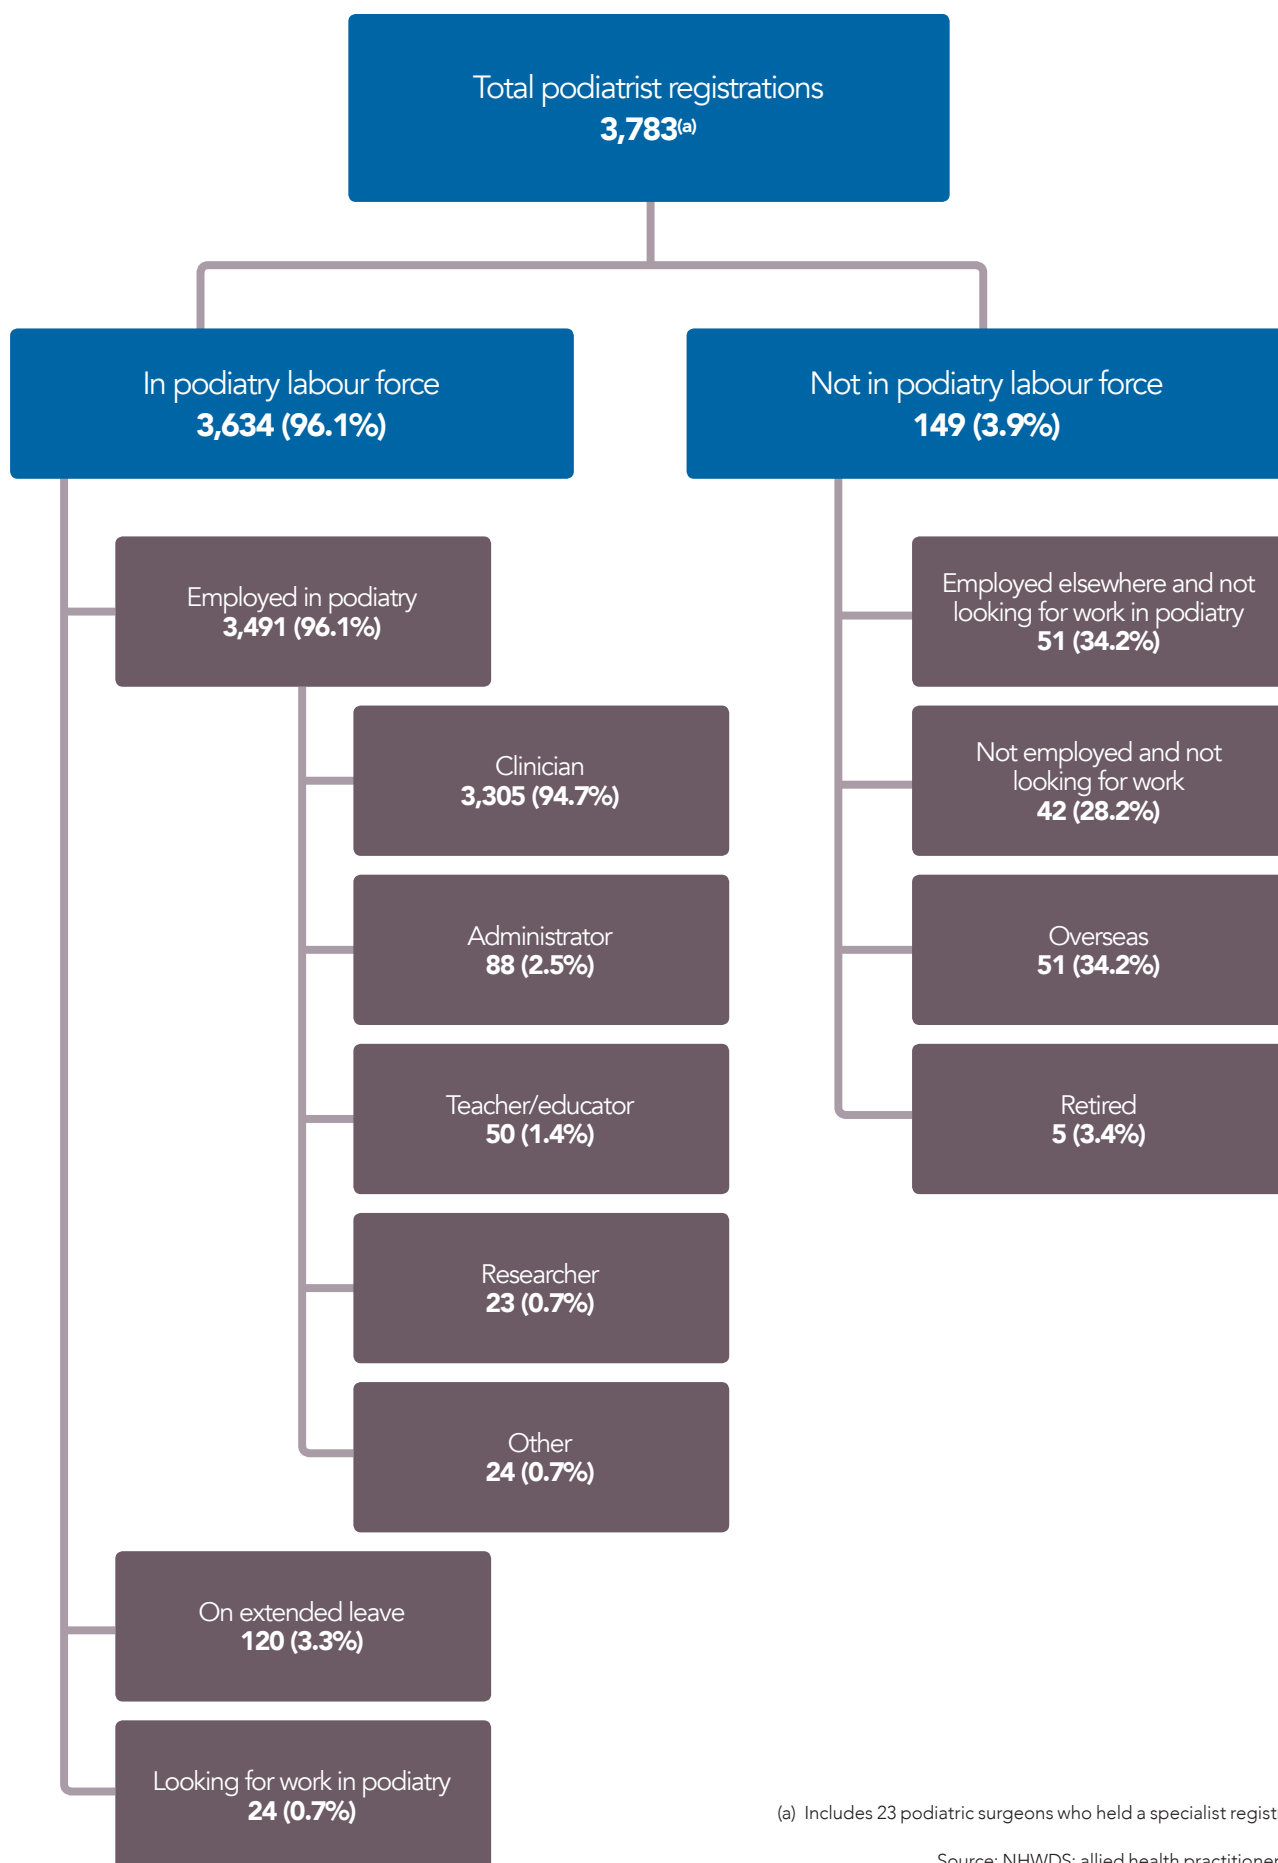 Total podiatrist registrations
3,783(a)
In podiatry labour force
3,634 (96.1%)
Not in podiatry labour force
149 (3.9%)
Employed in podiatry
3,491 (96.1%)
Clinician
3,305 (94.7%)
Administrator
88 (2.5%)
Teacher/educator
50 (1.4%)
Researcher
23 (0.7%)
Other
24 (0.7%)
On extended leave
120 (3.3%)
Looking for work in podiatry
24 (0.7%)
Employed elsewhere and not
looking for work in podiatry
51 (34.2%)
Not employed and not
looking for work
42 (28.2%)
Overseas
51 (34.2%)
Retired
5 (3.4%)
(a) Includes 23 podiatric surgeons who held a specialist
Source: NHWDS: allied health